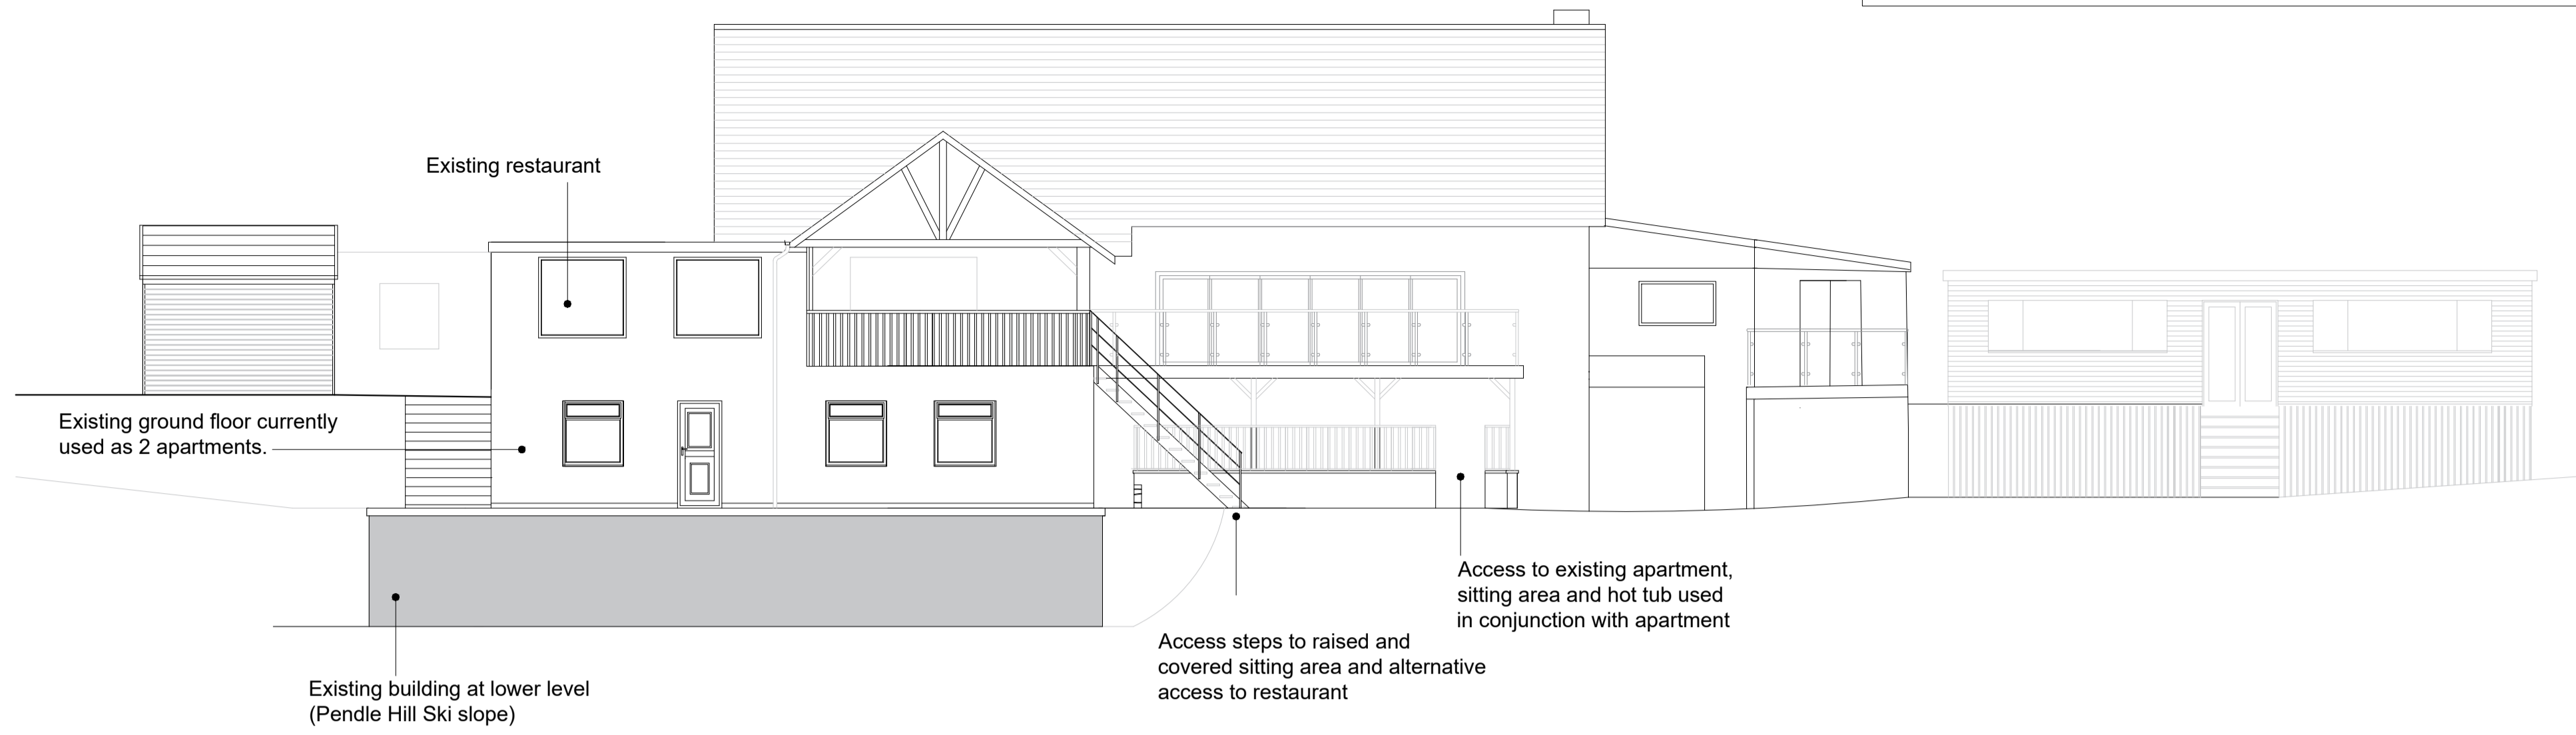 Existing restaurant
Existing ground floor currently
used as 2 apartments.
Access to existing apartment,
sitting area and hot tub used
in conjunction with apartment
Access steps to raised and
covered sitting area and alternative
access to restaurant
Existing building at lower level
(Pendle Hill Ski slope)